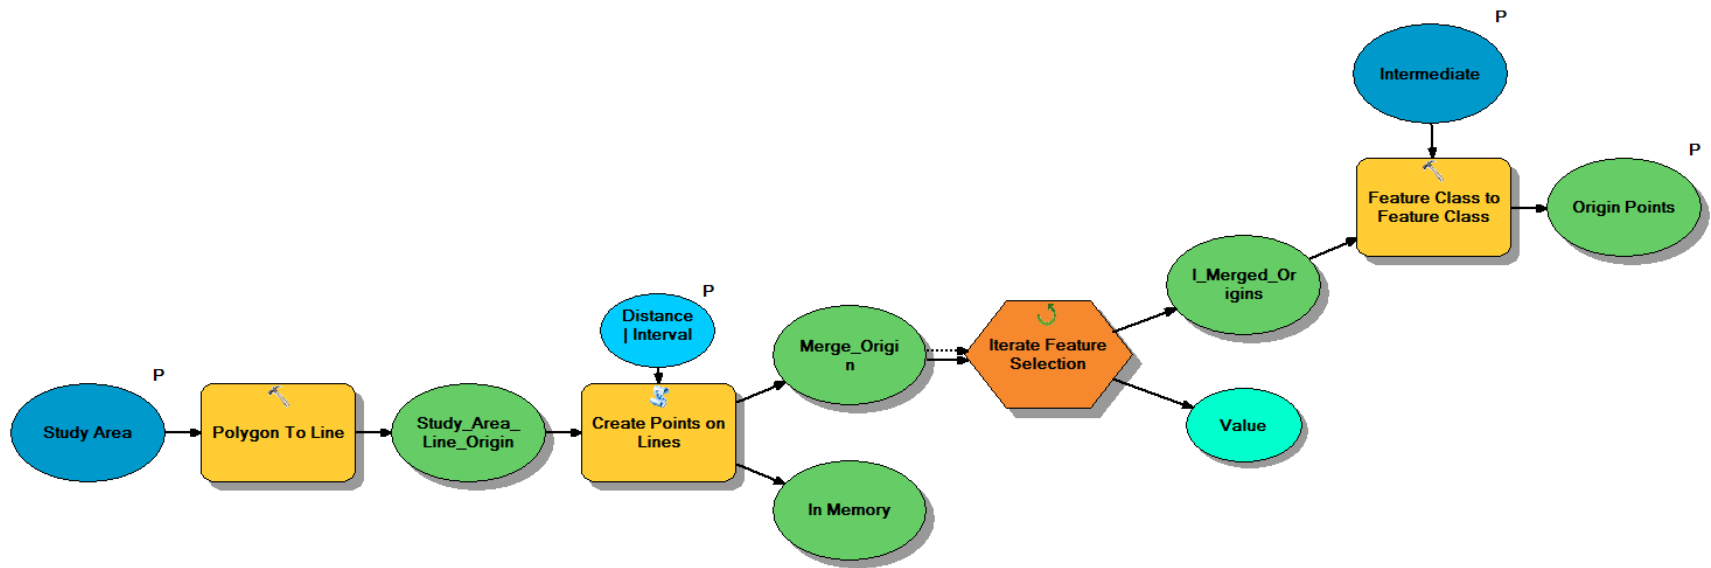 P
Study Area
Polygon To Line
Study_Area_
Line_Origin
P
Distance
| Interval
Create Points on
Lines
Merge_Origi
n
In Memory
Iterate Feature
Selection
I_Merged_Or
igins
Value
P
Intermediate
Feature Class to
Feature Class
P
Origin Points